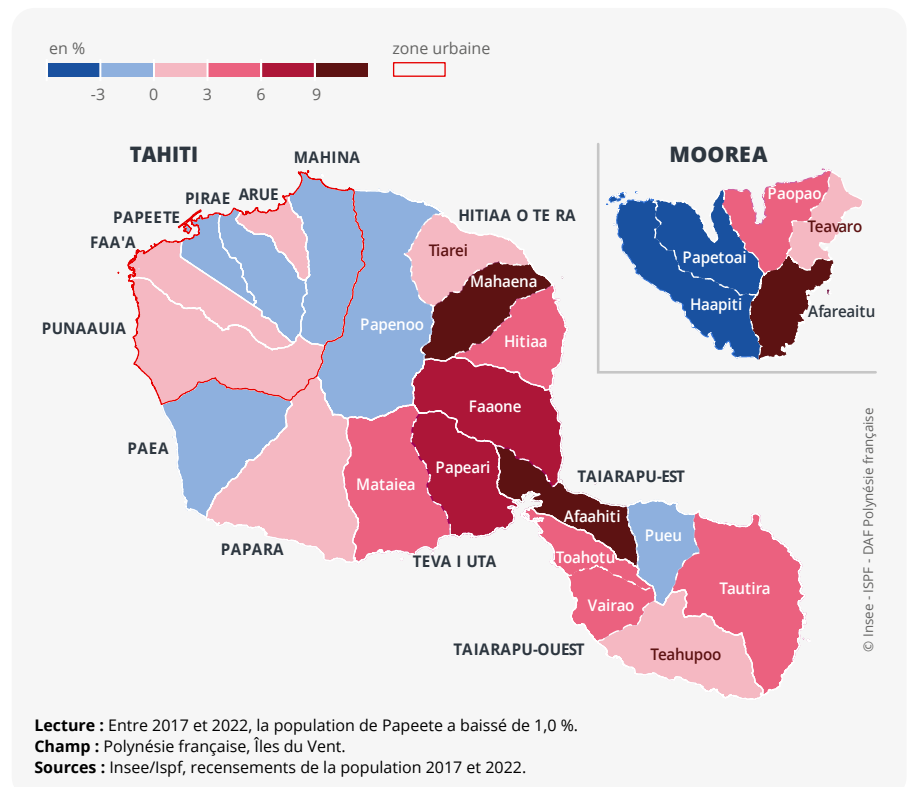 en %
zone urbaine
-3 0 3 6 9
TAHITI
MOOREA
MAHINA
PIRAE
ARUE
PAPEETE
FAA'A
HITIAA O TE RA
Paopao
Teavaro
Tiarei
Papetoai
Mahaena
Haapiti
Afareaitu
PUNAAUIA
Papenoo
Hitiaa
Faaone
PAEA
Papeari
TAIARAPU-EST
Mataiea
Afaahiti
Pueu
PAPARA
TEVA I UTA
Toahotu
Tautira
Vairao
TAIARAPU-OUEST
Teahupoo
© Insee - ISPF - DAF Polynésie française
Lecture : Entre 2017 et 2022, la population de Papeete a baissé de 1,0 %.
Champ : Polynésie française, Îles du Vent.
Sources : Insee/Ispf, recensements de la population 2017 et 2022.